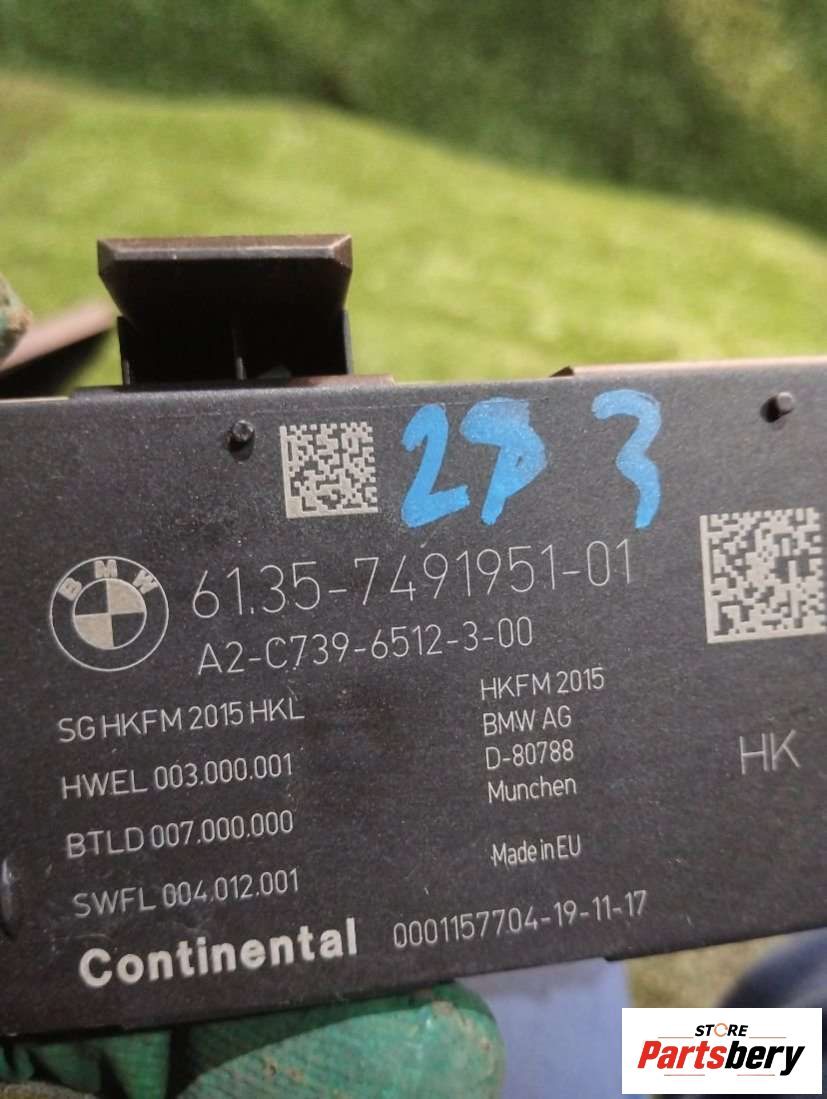 273
BMW
61.35-7491951-01
A2-C739-6512-3-00
SG HKFM 2015 HKL
HWEL 003.000.001
BTLD 007.000.000
SWFL 004.012.001
HKFM 2015
BMW AG
D-80788
Munchen
Made in EU
HK
Continental
0001157704-19-11-17
STORE
Partsbery